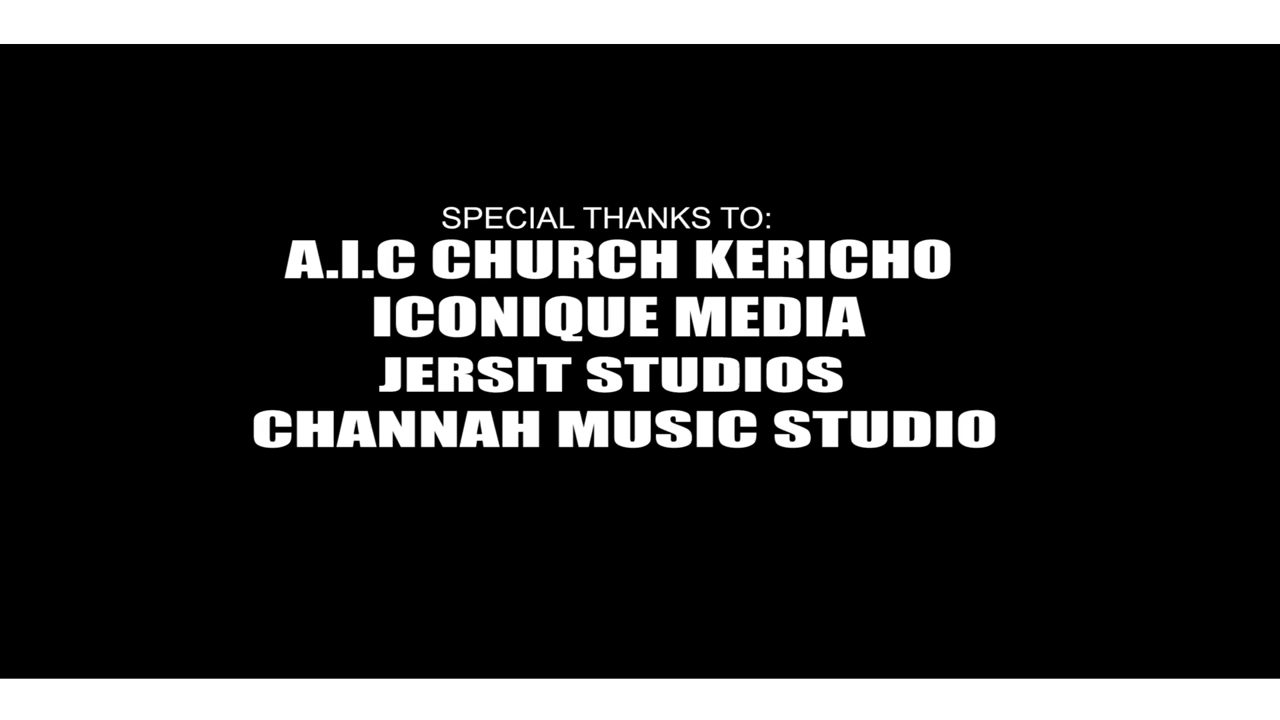 SPECIAL THANKS TO:
A.I.C CHURCH KERICHO
ICONIQUE MEDIA
JERSIT STUDIOS
CHANNAH MUSIC STUDIO